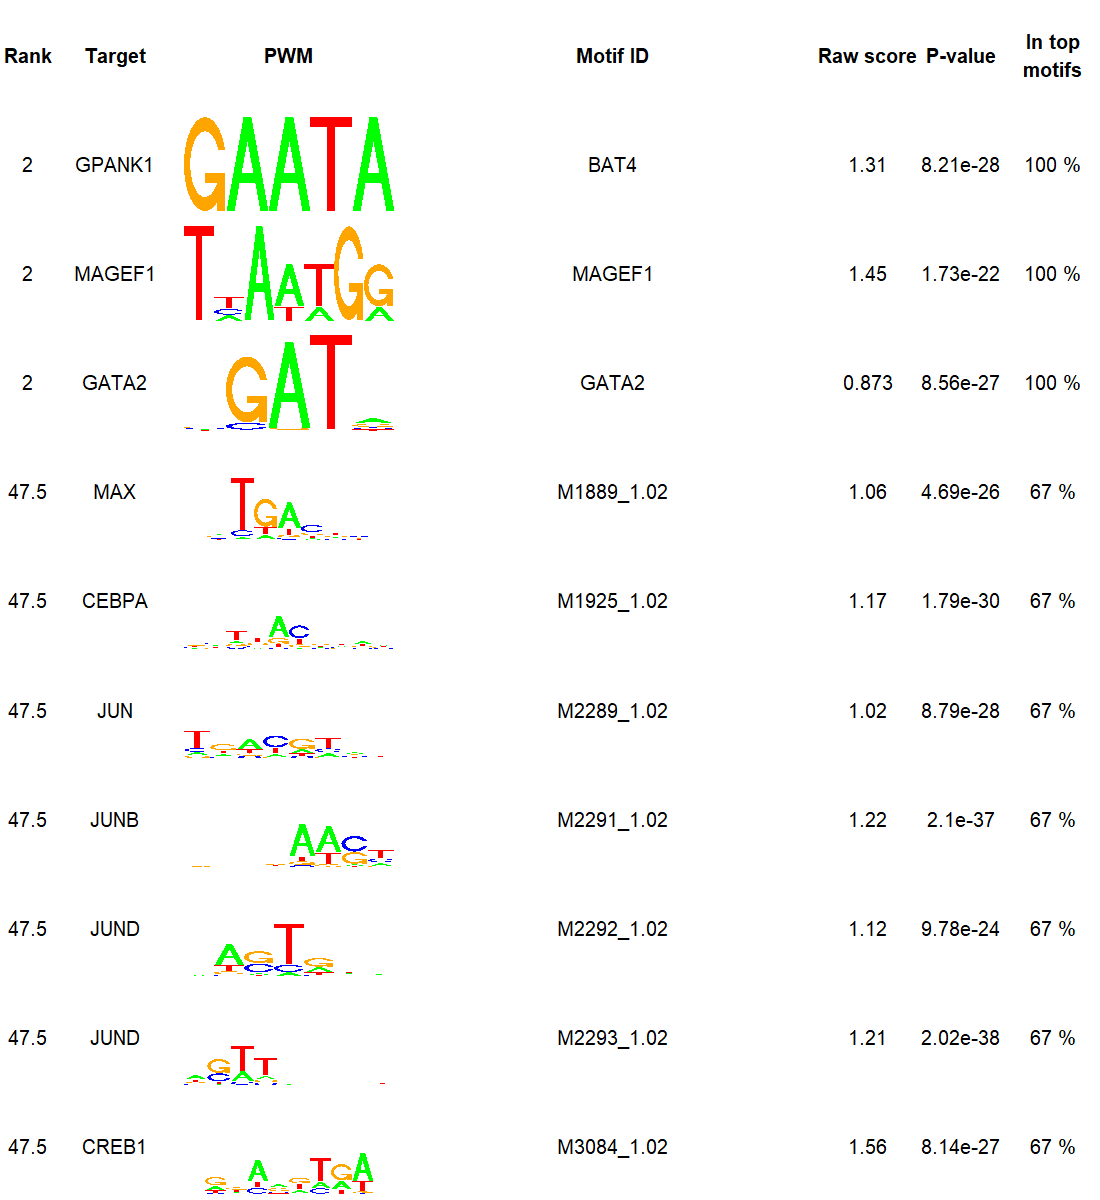 Rank Target PWM Motif ID Raw score P-value In top motifs
2 GPANK1 GAATA BAT4 1.31 8.21e-28 100 %
2 MAGEF1 MAGEF1 1.45 1.73e-22 100 %
2 GATA2 GATA2 0.873 8.56e-27 100 %
47.5 MAX M1889_1.02 1.06 4.69e-26 67 %
47.5 CEBPA M1925_1.02 1.17 1.79e-30 67 %
47.5 JUN M2289_1.02 1.02 8.79e-28 67 %
47.5 JUNB M2291_1.02 1.22 2.1e-37 67 %
47.5 JUND M2292_1.02 1.12 9.78e-24 67 %
47.5 JUND M2293_1.02 1.21 2.02e-38 67 %
47.5 CREB1 M3084_1.02 1.56 8.14e-27 67 %